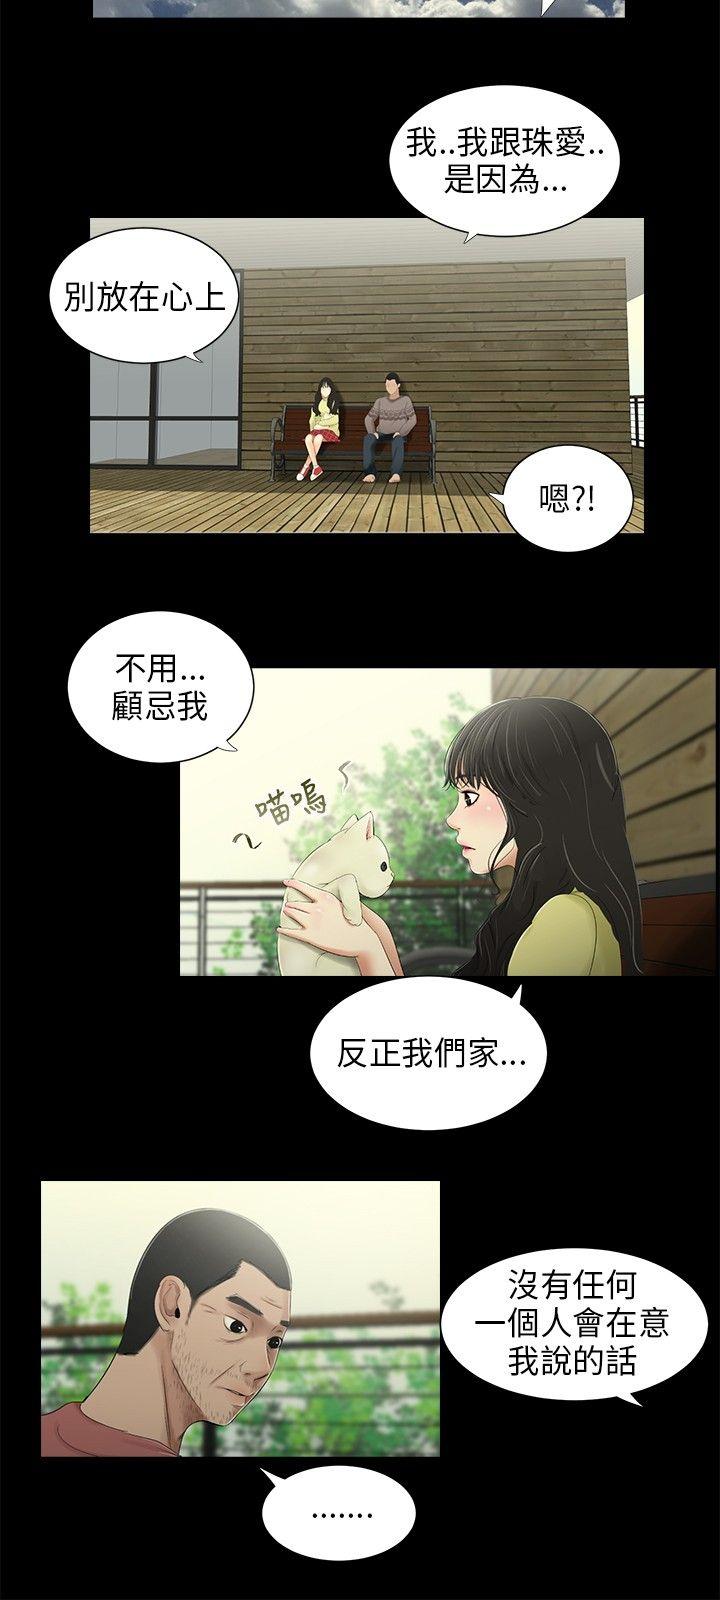 我..我跟珠愛..
是因為...
別放在心上
嗯?!
不用...
顧忌我
喵嗚
反正我們家...
沒有任何
一個人會在意
我說的話
.......